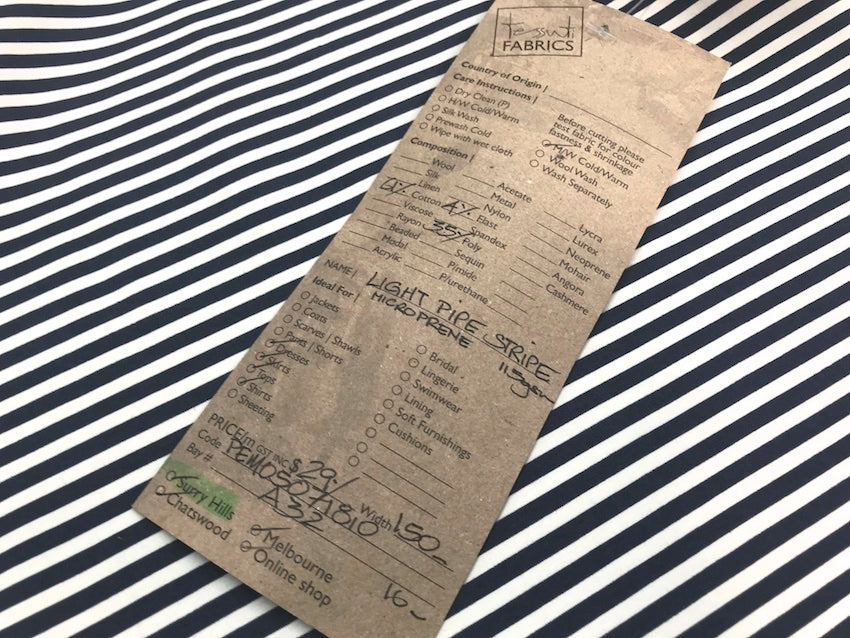 tessuti
FABRICS
Country of Origin |
Care Instructions |
Dry Clean (P)
H/W Cold/Warm
Silk Wash
Prewash Cold
Wipe with wet cloth
Before cutting please
test fabric for colour
fastness & shrinkage
M/W Cold/Warm
Wool Wash
Wash Separately
Composition |
Wool
Silk
Linen
61% Cotton
Viscose
Rayon
Beaded
Modal
Acrylic
Acetate
Metal
Nylon
4% Elast
Spandex
35% Poly
Sequin
Pimide
P/urethane
Lycra
Lurex
Neoprene
Mohair
Angora
Cashmere
NAME | LIGHT PIPE STRIPE
MICROPRENE
Ideal For |
Jackets
Coats
Scarves / Shawls
Pants / Shorts
Dresses
Skirts
Tops
Shirts
Sheeting
Bridal
Lingerie
Swimwear
Lining
Soft Furnishings
Cushions
PRICE/m GST INC $29/- Width 150-
Code PEM05071810
Bay # A32
Surry Hills
Chatswood
Melbourne
Online shop
16-